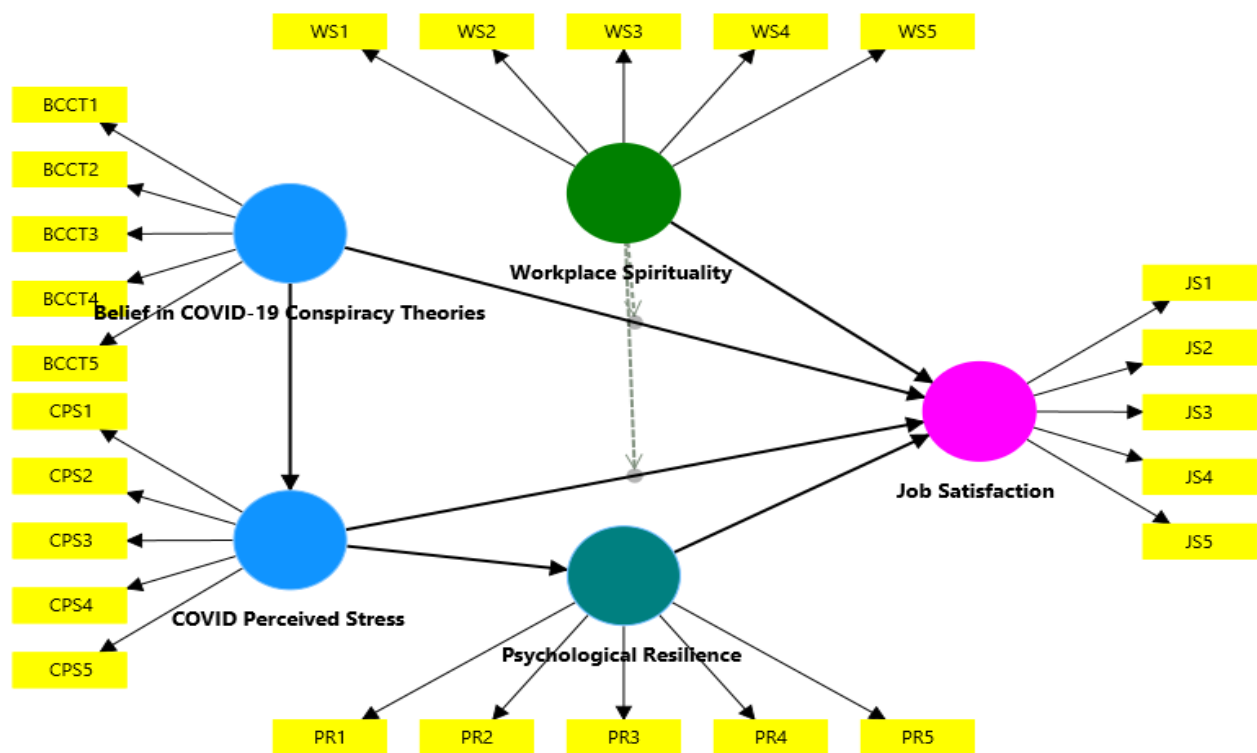 WS1
WS2
WS3
WS4
WS5
BCCT1
BCCT2
BCCT3
BCCT4
BCCT5
Belief in COVID-19 Conspiracy Theories
Workplace Spirituality
JS1
JS2
JS3
JS4
JS5
Job Satisfaction
CPS1
CPS2
CPS3
CPS4
CPS5
COVID Perceived Stress
Psychological Resilience
PR1
PR2
PR3
PR4
PR5